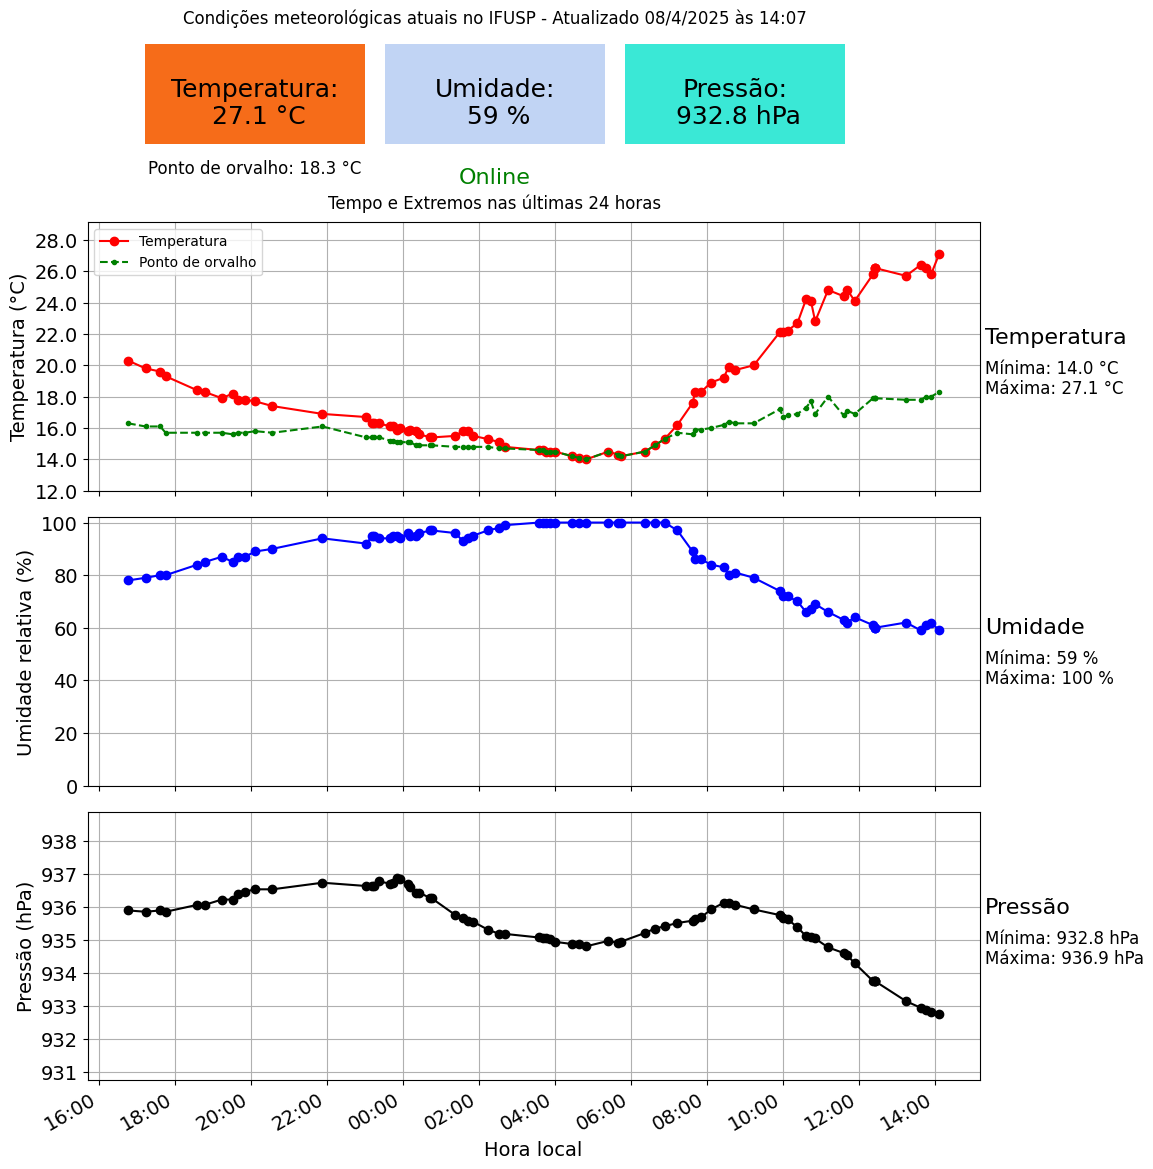 Condições meteorológicas atuais no IFUSP - Atualizado 08/4/2025 às 14:07
Temperatura:
27.1 °C
Umidade:
59 %
Pressão:
932.8 hPa
Ponto de orvalho: 18.3 °C
Online
Tempo e Extremos nas últimas 24 horas
Temperatura (°C)
28.0
26.0
24.0
22.0
20.0
18.0
16.0
14.0
12.0
Temperatura
Ponto de orvalho
Temperatura
Mínima: 14.0 °C
Máxima: 27.1 °C
Umidade relativa (%)
100
80
60
40
20
0
Umidade
Mínima: 59 %
Máxima: 100 %
Pressão (hPa)
938
937
936
935
934
933
932
931
Pressão
Mínima: 932.8 hPa
Máxima: 936.9 hPa
16:00 18:00 20:00 22:00 00:00 02:00 04:00 06:00 08:00 10:00 12:00 14:00
Hora local